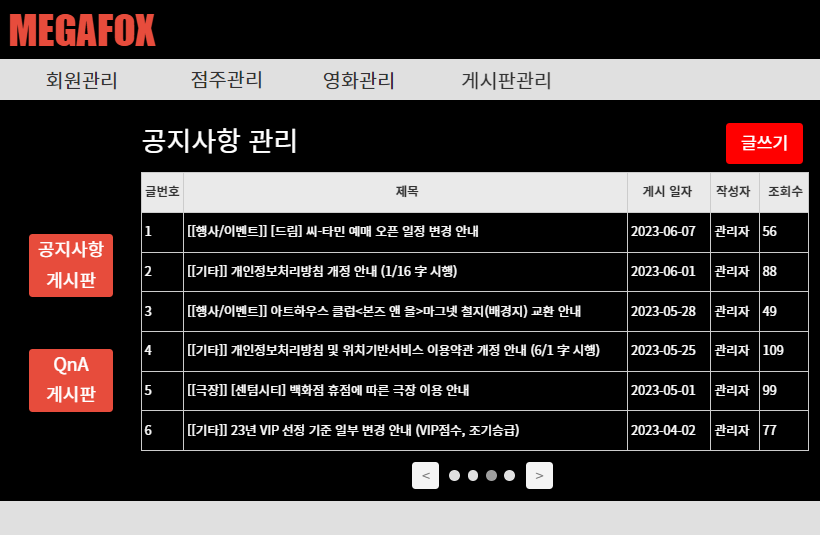 MEGAFOX
회원관리 점주관리 영화관리 게시판관리
공지사항 관리
글쓰기
글번호 제목 게시 일자 작성자 조회수
1 [[행사/이벤트]] [드림] 씨-타민 예매 오픈 일정 변경 안내 2023-06-07 관리자 56
2 [[기타]] 개인정보처리방침 개정 안내 (1/16 字 시행) 2023-06-01 관리자 88
3 [[행사/이벤트]] 아트하우스 클럽<본즈 앤 올>마그넷 철지(배경지) 교환 안내 2023-05-28 관리자 49
4 [[기타]] 개인정보처리방침 및 위치기반서비스 이용약관 개정 안내 (6/1 字 시행) 2023-05-25 관리자 109
5 [[극장]] [센텀시티] 백화점 휴점에 따른 극장 이용 안내 2023-05-01 관리자 99
6 [[기타]] 23년 VIP 선정 기준 일부 변경 안내 (VIP점수, 조기승급) 2023-04-02 관리자 77
공지사항
게시판
QnA
게시판
< >